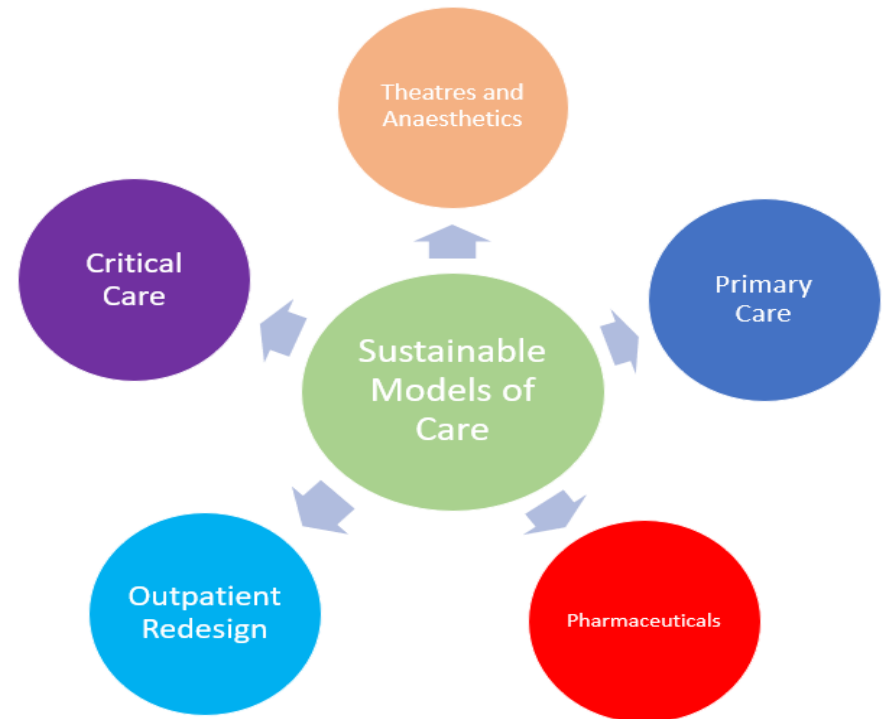 Theatres and
Anaesthetics
Critical
Care
Primary
Care
Sustainable
Models of
Care
Outpatient
Redesign
Pharmaceuticals